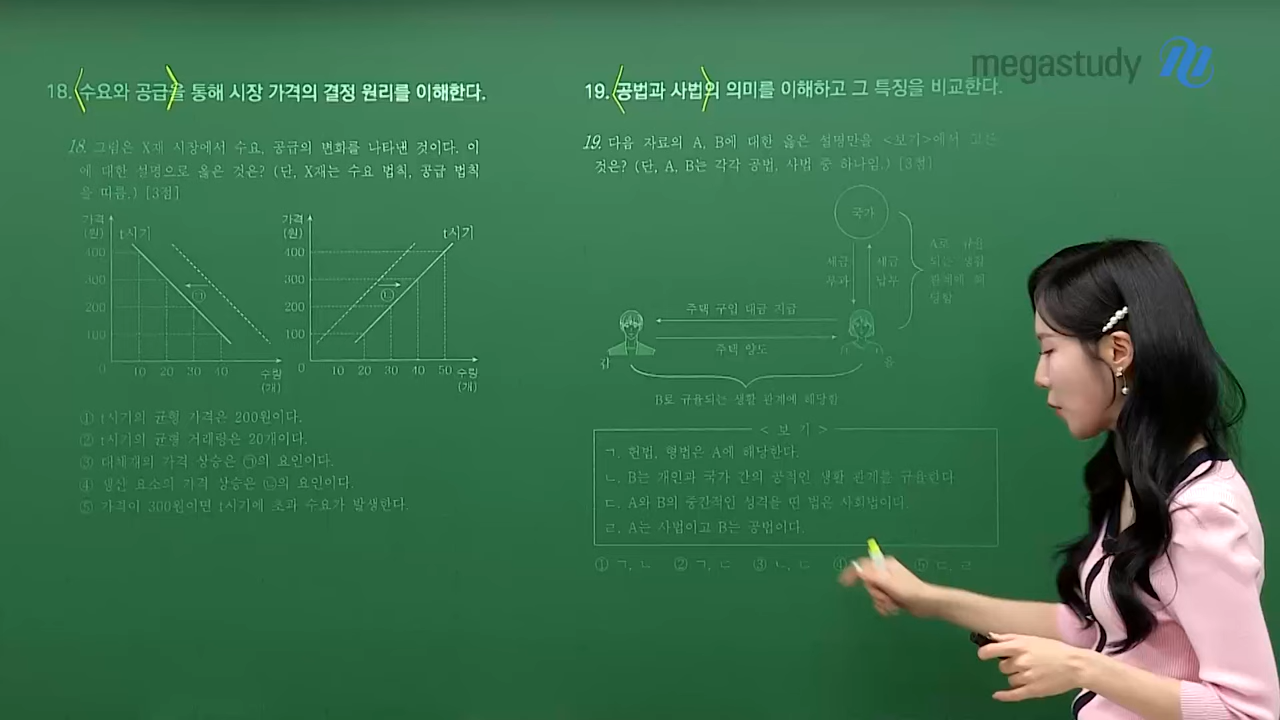 megastudy
18. 수요와 공급을 통해 시장 가격의 결정 원리를 이해한다.
18. 그림은 X재 시장에서 수요, 공급의 변화를 나타낸 것이다. 이
에 대한 설명으로 옳은 것은? (단, X재는 수요 법칙, 공급 법칙
을 따름.) [3점]
가격
(원)
t시기
400
300
200
100
0
㉠
10 20 30 40
수량
(개)
가격
(원)
t시기
400
300
200
100
0
㉡
10 20 30 40 50
수량
(개)
① t시기의 균형 가격은 200원이다.
② t시기의 균형 거래량은 20개이다.
③ 대체재의 가격 상승은 ㉠의 요인이다.
④ 생산 요소의 가격 상승은 ㉡의 요인이다.
⑤ 가격이 300원이면 t시기에 초과 수요가 발생한다.
19. 공법과 사법의 의미를 이해하고 그 특징을 비교한다.
19. 다음 자료의 A, B에 대한 옳은 설명만을 <보기>에서 고른
것은? (단, A, B는 각각 공법, 사법 중 하나임.) [3점]
국가
세금
부과
세금
납부
A로 규율
되는 생활
관계에 해
당함
주택 구입 대금 지급
주택 양도
갑
을
B로 규율되는 생활 관계에 해당함
< 보 기 >
ㄱ. 헌법, 형법은 A에 해당한다.
ㄴ. B는 개인과 국가 간의 공적인 생활 관계를 규율한다
ㄷ. A와 B의 중간적인 성격을 띤 법은 사회법이다.
ㄹ. A는 사법이고 B는 공법이다.
① ㄱ, ㄴ ② ㄱ, ㄷ ③ ㄴ, ㄷ ④ ⑤ ㄷ, ㄹ